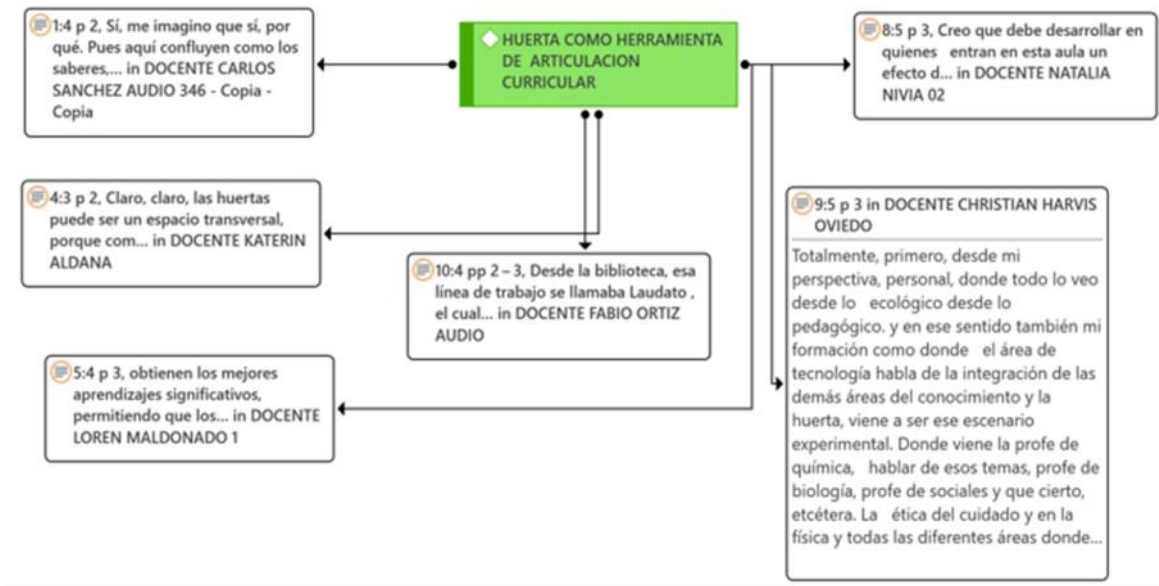 1:4 p 2, Sí, me imagino que sí, por
qué. Pues aquí confluyen como los
saberes,... in DOCENTE CARLOS
SANCHEZ AUDIO 346 - Copia -
Copia
HUERTA COMO HERRAMIENTA
DE ARTICULACION
CURRICULAR
8:5 p 3, Creo que debe desarrollar en
quienes entran en esta aula un
efecto d... in DOCENTE NATALIA
NIVIA 02
4:3 p 2, Claro, claro, las huertas
puede ser un espacio transversal,
porque com... in DOCENTE KATERIN
ALDANA
10:4 pp 2 – 3, Desde la biblioteca, esa
línea de trabajo se llamaba Laudato ,
el cual... in DOCENTE FABIO ORTIZ
AUDIO
9:5 p 3 in DOCENTE CHRISTIAN HARVIS
OVIEDO
Totalmente, primero, desde mi
perspectiva, personal, donde todo lo veo
desde lo ecológico desde lo
pedagógico. y en ese sentido también mi
formación como donde el área de
tecnología habla de la integración de las
demás áreas del conocimiento y la
huerta, viene a ser ese escenario
experimental. Donde viene la profe de
química, hablar de esos temas, profe de
biología, profe de sociales y que cierto,
etcétera. La ética del cuidado y en la
física y todas las diferentes áreas donde...
5:4 p 3, obtienen los mejores
aprendizajes significativos,
permitiendo que los... in DOCENTE
LOREN MALDONADO 1